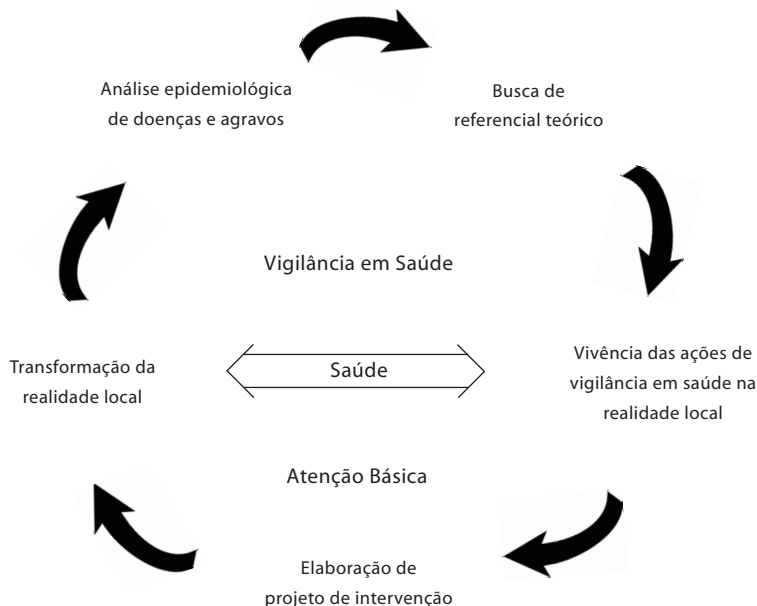 Análise epidemiológica
de doenças e agravos
Busca de
referencial teórico
Vigilância em Saúde
Transformação da
realidade local
Saúde
Vivência das ações de
vigilância em saúde na
realidade local
Atenção Básica
Elaboração de
projeto de intervenção